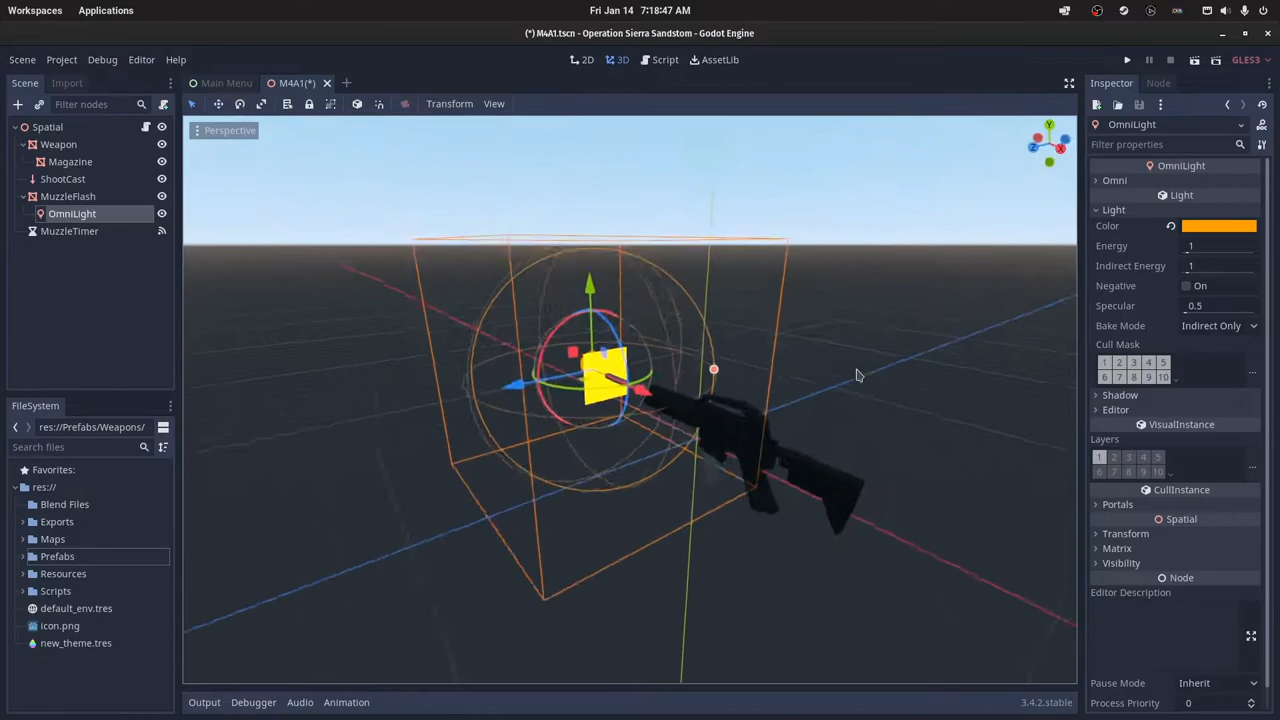 Workspaces Applications Fri Jan 14 7:18:47 AM
(*) M4A1.tscn - Operation Sierra Sandstom - Godot Engine
Scene Project Debug Editor Help 2D 3D Script AssetLib GLES3
Scene Import Main Menu M4A1(*) Inspector Node
Filter nodes Transform View
Spatial Perspective OmniLight
Weapon Filter properties
Magazine OmniLight
ShootCast Omni
MuzzleFlash Light
OmniLight Light
MuzzleTimer Color
Energy 1
Indirect Energy 1
Negative On
Specular 0.5
Bake Mode Indirect Only
Cull Mask
1 2 3 4 5
6 7 8 9 10
Shadow
FileSystem Editor
res://Prefabs/Weapons/ VisualInstance
Search files Layers
1 2 3 4 5
Favorites: 6 7 8 9 10
res:// CullInstance
Blend Files Portals
Exports Spatial
Maps Transform
Prefabs Matrix
Resources Visibility
Scripts Node
default_env.tres Editor Description
icon.png
new_theme.tres
Pause Mode Inherit
Output Debugger Audio Animation 3.4.2.stable Process Priority 0
Y
Z X